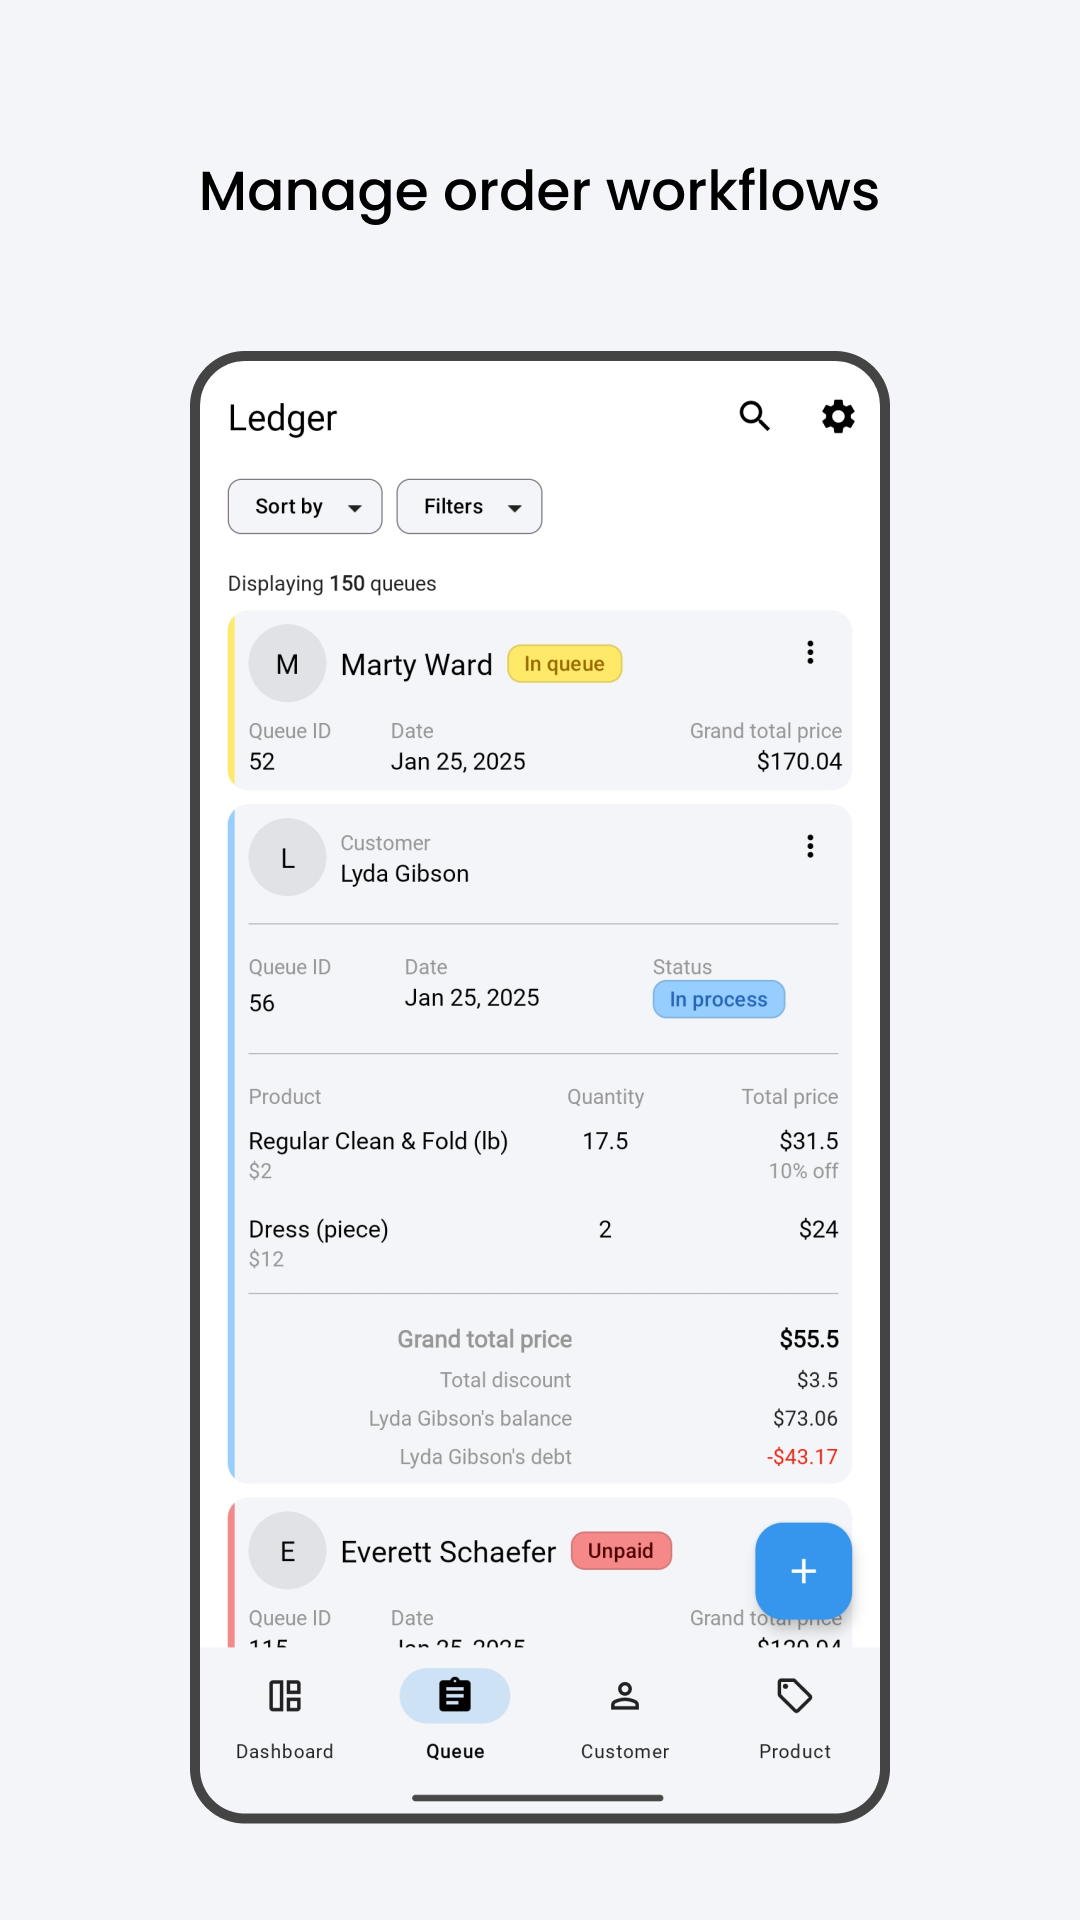 Manage order workflows
Ledger
Sort by
Filters
Displaying 150 queues
M
Marty Ward
In queue
Queue ID
Date
Grand total price
52
Jan 25, 2025
$170.04
L
Customer
Lyda Gibson
Queue ID
Date
Status
56
Jan 25, 2025
In process
Product
Quantity
Total price
Regular Clean & Fold (lb)
17.5
$31.5
$2
10% off
Dress (piece)
2
$24
$12
Grand total price
$55.5
Total discount
$3.5
Lyda Gibson's balance
$73.06
Lyda Gibson's debt
-$43.17
E
Everett Schaefer
Unpaid
Queue ID
Date
Grand total price
Jan 25, 2025
Dashboard
Queue
Customer
Product